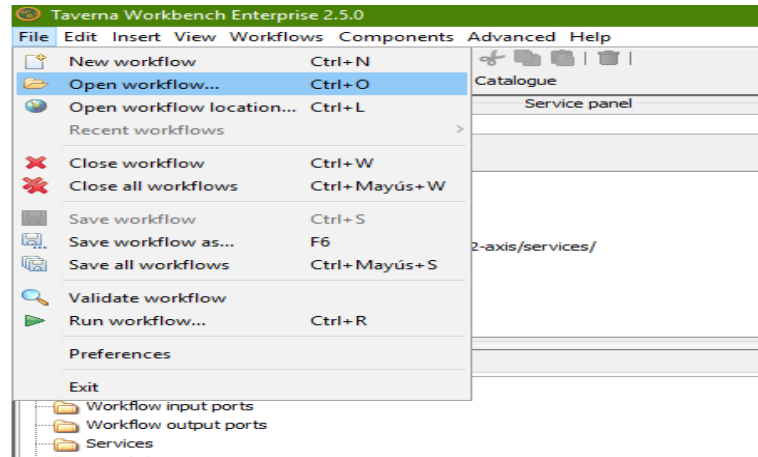 Taverna Workbench Enterprise 2.5.0
File Edit Insert View Workflows Components Advanced Help
New workflow Ctrl+N
Open workflow... Ctrl+O
Catalogue
Open workflow location... Ctrl+L
Service panel
Recent workflows >
Close workflow Ctrl+W
Close all workflows Ctrl+Mayús+W
Save workflow Ctrl+S
Save workflow as... F6
2-axis/services/
Save all workflows Ctrl+Mayús+S
Validate workflow
Run workflow... Ctrl+R
Preferences
Exit
Workflow input ports
Workflow output ports
Services